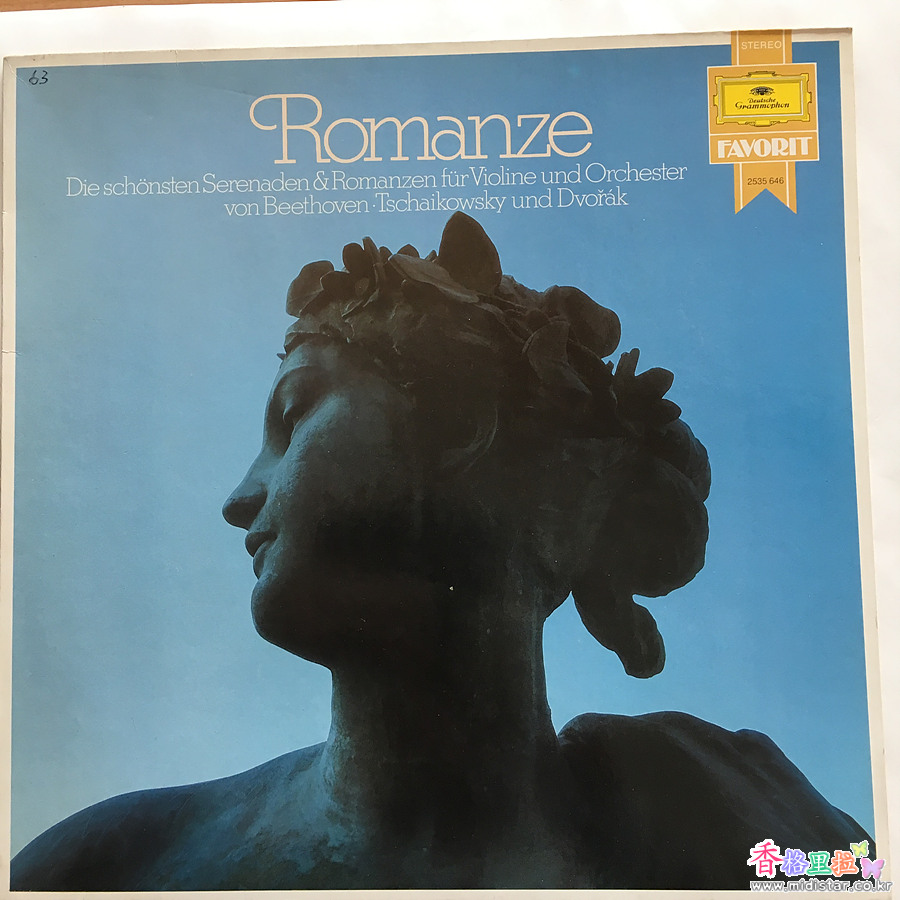 63
STEREO
Deutsche
Grammophon
FAVORIT
2535 646
Romanze
Die schönsten Serenaden & Romanzen für Violine und Orchester
von Beethoven · Tschaikowsky und Dvořák
香格里拉
www.midistar.co.kr